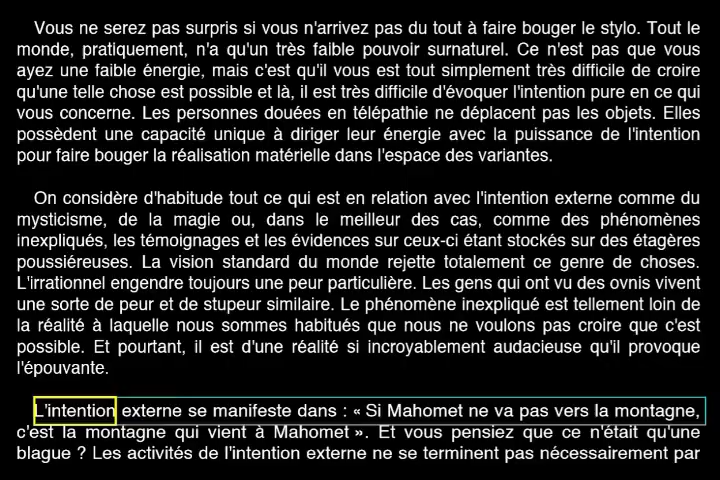 Vous ne serez pas surpris si vous n'arrivez pas du tout à faire bouger le stylo. Tout le
monde, pratiquement, n'a qu'un très faible pouvoir surnaturel. Ce n'est pas que vous
ayez une faible énergie, mais c'est qu'il vous est tout simplement très difficile de croire
qu'une telle chose est possible et là, il est très difficile d'évoquer l'intention pure en ce qui
vous concerne. Les personnes douées en télépathie ne déplacent pas les objets. Elles
possèdent une capacité unique à diriger leur énergie avec la puissance de l'intention
pour faire bouger la réalisation matérielle dans l'espace des variantes.
On considère d'habitude tout ce qui est en relation avec l'intention externe comme du
mysticisme, de la magie ou, dans le meilleur des cas, comme des phénomènes
inexpliqués, les témoignages et les évidences sur ceux-ci étant stockés sur des étagères
poussiéreuses. La vision standard du monde rejette totalement ce genre de choses.
L'irrationnel engendre toujours une peur particulière. Les gens qui ont vu des ovnis vivent
une sorte de peur et de stupeur similaire. Le phénomène inexpliqué est tellement loin de
la réalité à laquelle nous sommes habitués que nous ne voulons pas croire que c'est
possible. Et pourtant, il est d'une réalité si incroyablement audacieuse qu'il provoque
l'épouvante.
L'intention externe se manifeste dans : « Si Mahomet ne va pas vers la montagne,
c'est la montagne qui vient à Mahomet ». Et vous pensiez que ce n'était qu'une
blague ? Les activités de l'intention externe ne se terminent pas nécessairement par